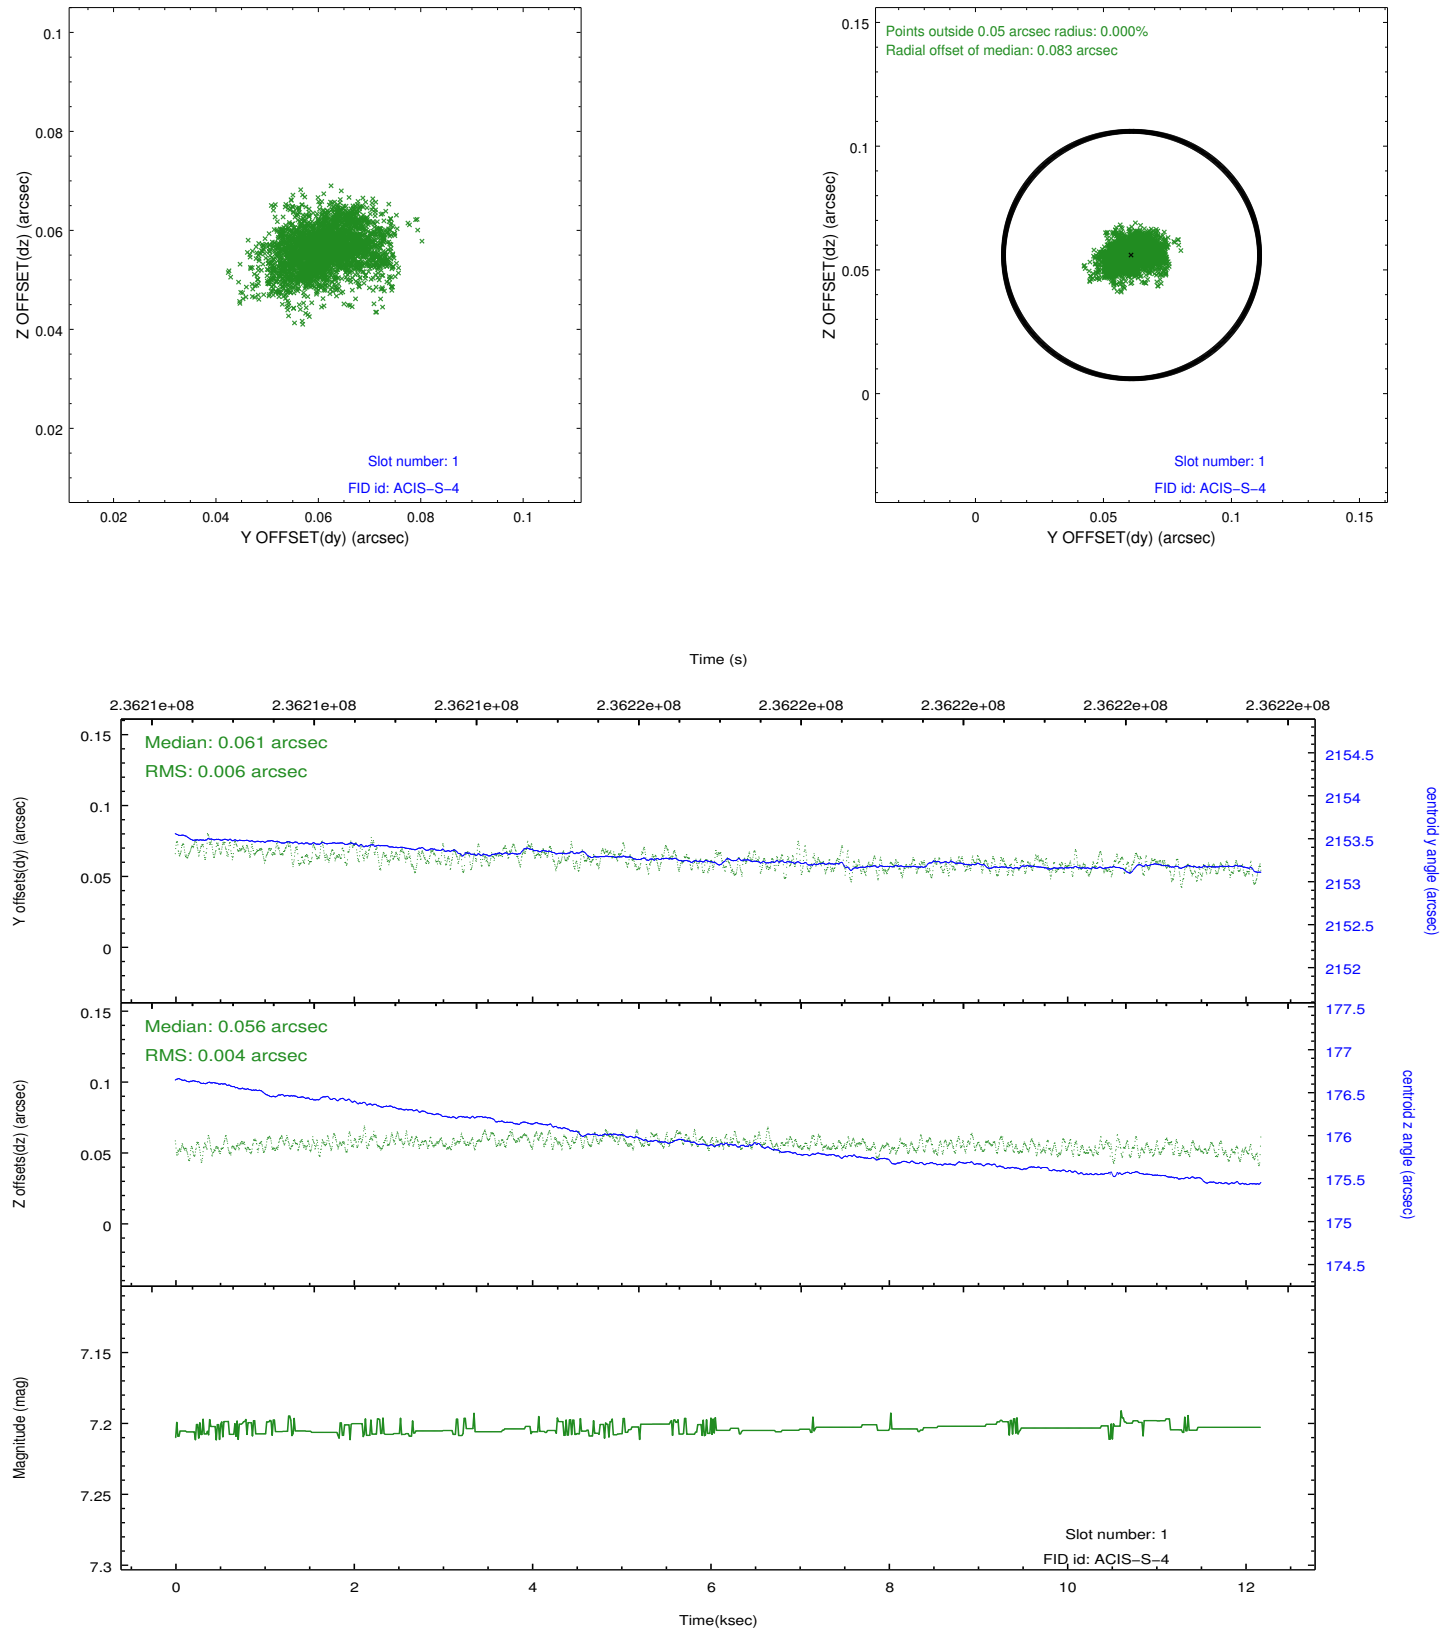 0.1
0.08
0.06
0.04
0.02
Z OFFSET(dz) (arcsec)
Slot number: 1
FID id: ACIS-S-4
0.02 0.04 0.06 0.08 0.1
Y OFFSET(dy) (arcsec)
Points outside 0.05 arcsec radius: 0.000%
Radial offset of median: 0.083 arcsec
0.15
0.1
0.05
0
Z OFFSET(dz) (arcsec)
Slot number: 1
FID id: ACIS-S-4
0 0.05 0.1 0.15
Y OFFSET(dy) (arcsec)
Time (s)
2.3621e+08 2.3621e+08 2.3621e+08 2.3622e+08 2.3622e+08 2.3622e+08 2.3622e+08 2.3622e+08
Median: 0.061 arcsec
RMS: 0.006 arcsec
0.15
0.1
0.05
0
Y offsets(dy) (arcsec)
2154.5
2154
2153.5
2153
2152.5
2152
centroid y angle (arcsec)
Median: 0.056 arcsec
RMS: 0.004 arcsec
0.15
0.1
0.05
0
Z offsets(dz) (arcsec)
177.5
177
176.5
176
175.5
175
174.5
centroid z angle (arcsec)
7.15
7.2
7.25
7.3
Magnitude (mag)
Slot number: 1
FID id: ACIS-S-4
0 2 4 6 8 10 12
Time(ksec)